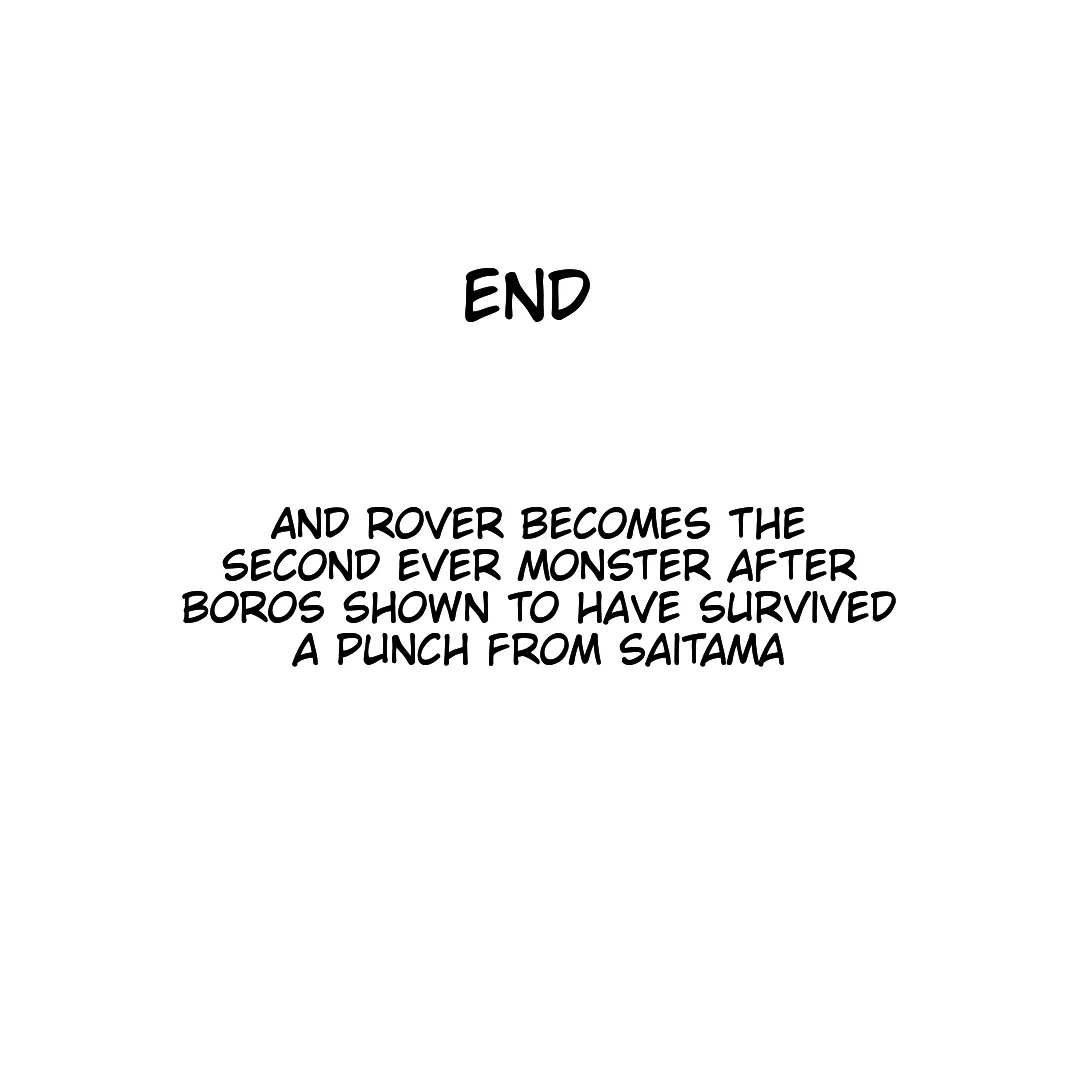 END
AND ROVER BECOMES THE
SECOND EVER MONSTER AFTER
BOROS SHOWN TO HAVE SURVIVED
A PUNCH FROM SAITAMA